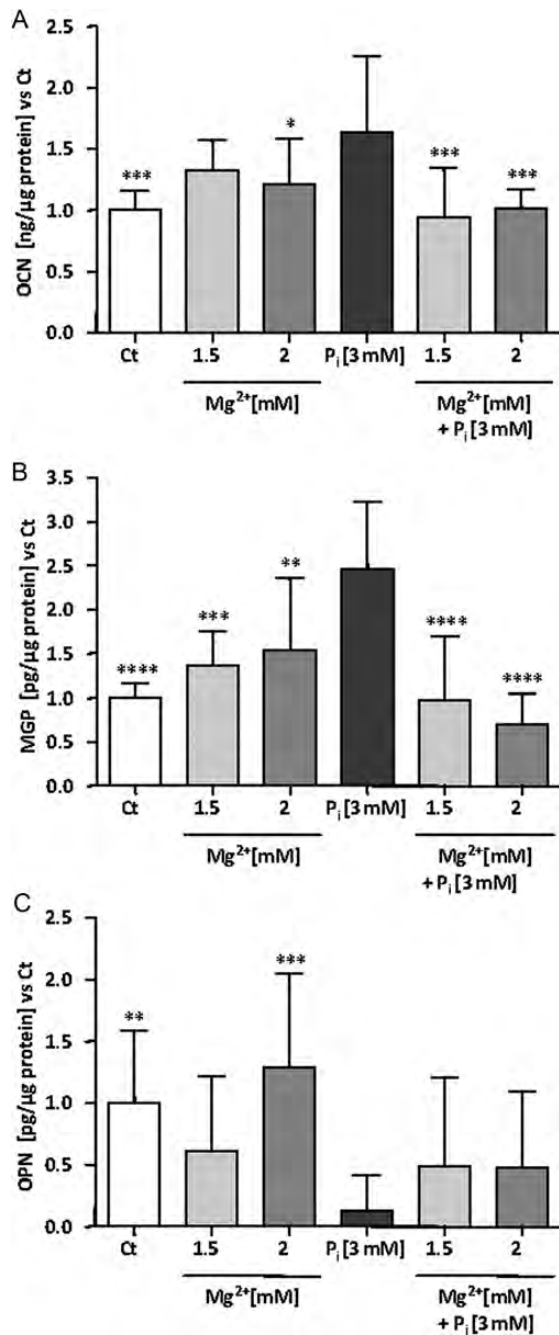 A
OCN [ng/µg protein] vs Ct
2.5
2.0
1.5
1.0
0.5
0.0
***
*
***
***
Ct 1.5 2 Pi [3 mM] 1.5 2
Mg2+[mM] Mg2+[mM]
+ Pi [3 mM]
B
MGP [pg/µg protein] vs Ct
3.5
3.0
2.5
2.0
1.5
1.0
0.5
0.0
****
***
**
****
****
Ct 1.5 2 Pi [3 mM] 1.5 2
Mg2+[mM] Mg2+[mM]
+ Pi [3 mM]
C
OPN [pg/µg protein] vs Ct
2.5
2.0
1.5
1.0
0.5
0.0
**
***
Ct 1.5 2 Pi [3 mM] 1.5 2
Mg2+[mM] Mg2+[mM]
+ Pi [3 mM]